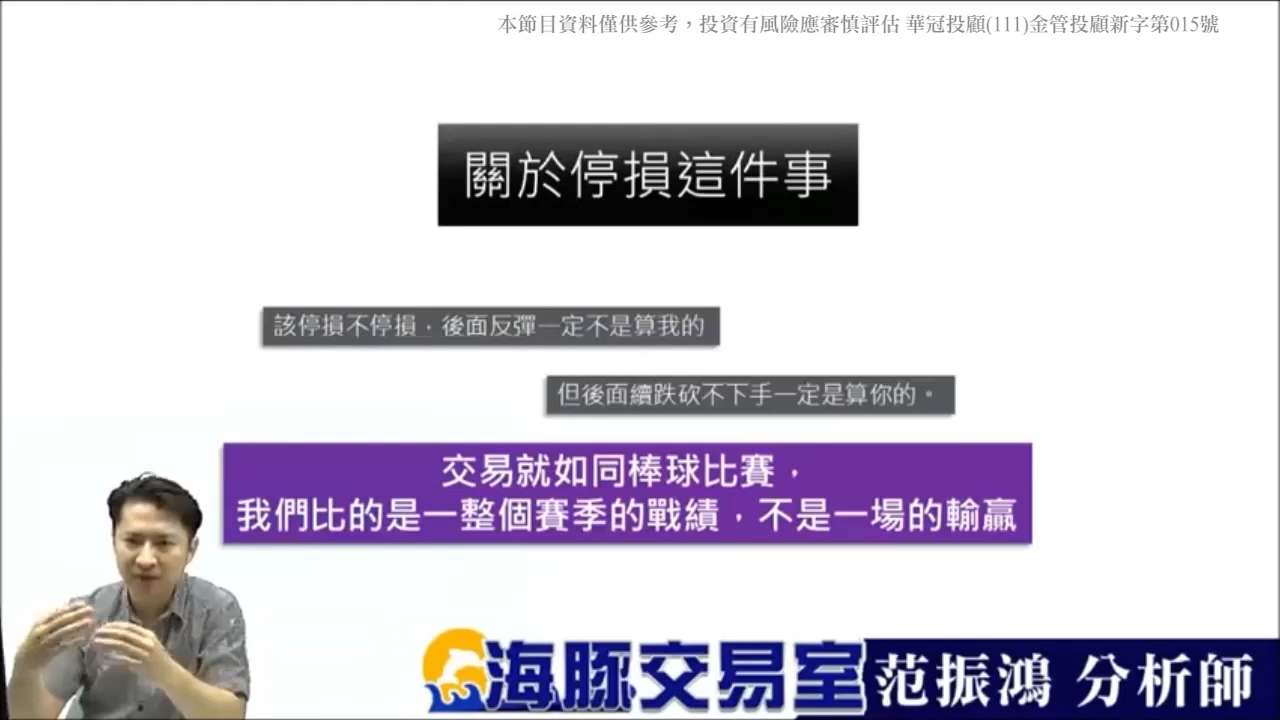 本節目資料僅供參考，投資有風險應審慎評估 華冠投顧(111)金管投顧新字第015號
關於停損這件事
該停損不停損，後面反彈一定不是算我的
但後面續跌砍不下手一定是算你的。
交易就如同棒球比賽，
我們比的是一整個賽季的戰績，不是一場的輸贏
海豚交易室 范振鴻 分析師